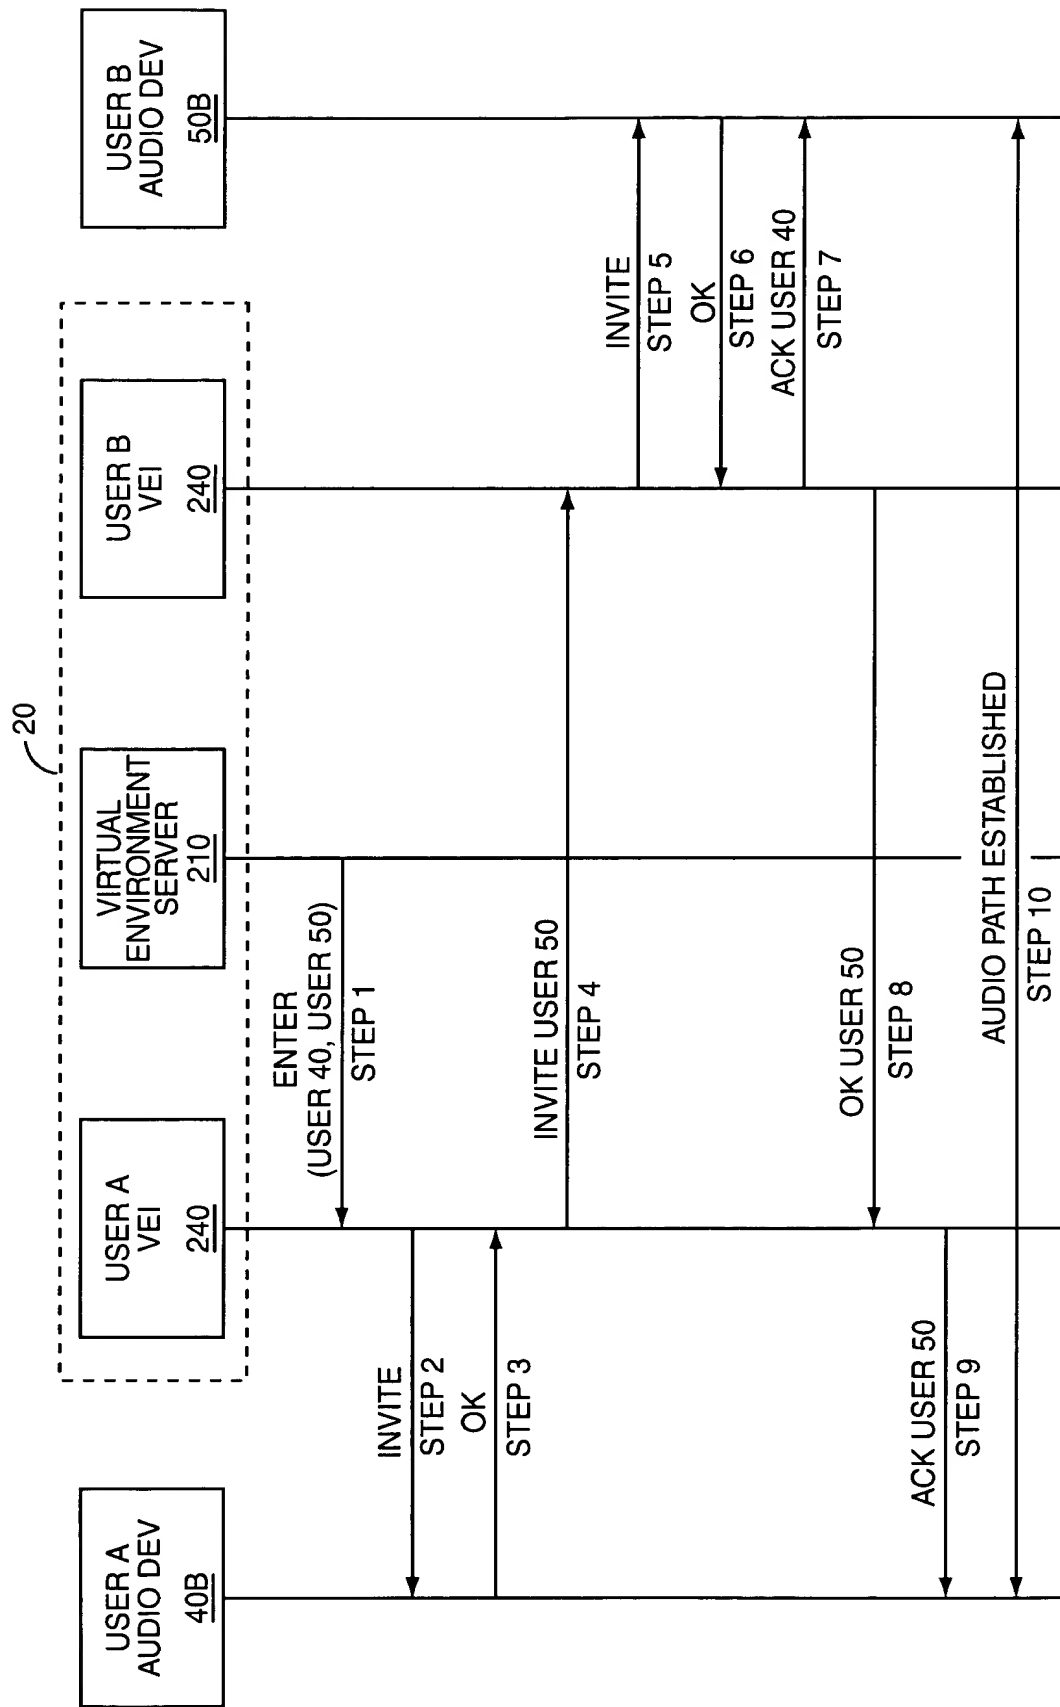 20
USER A
AUDIO DEV
40B
USER A
VEI
240
VIRTUAL
ENVIRONMENT
SERVER
210
USER B
VEI
240
USER B
AUDIO DEV
50B
ENTER
(USER 40, USER 50)
STEP 1
INVITE
STEP 2
OK
STEP 3
INVITE USER 50
STEP 4
INVITE
STEP 5
OK
STEP 6
ACK USER 40
STEP 7
OK USER 50
STEP 8
ACK USER 50
STEP 9
AUDIO PATH ESTABLISHED
STEP 10